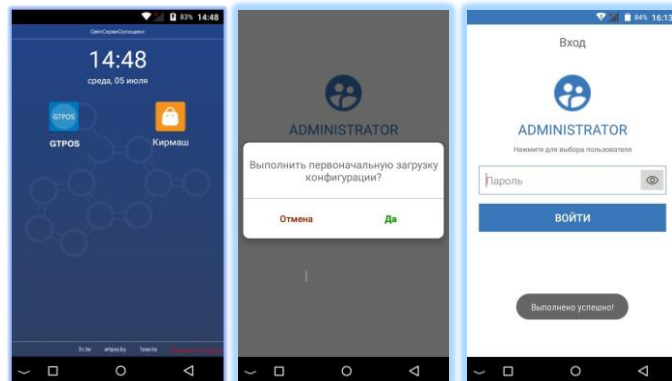 83% 14:48
СейлСервисСолюшенс
14:48
среда, 05 июля
GTPOS
GTPOS
Кирмаш
ADMINISTRATOR
Выполнить первоначальную загрузку
конфигурации?
Отмена
Да
84% 16:13
Вход
ADMINISTRATOR
Нажмите для выбора пользователя
Пароль
ВОЙТИ
Выполнено успешно!